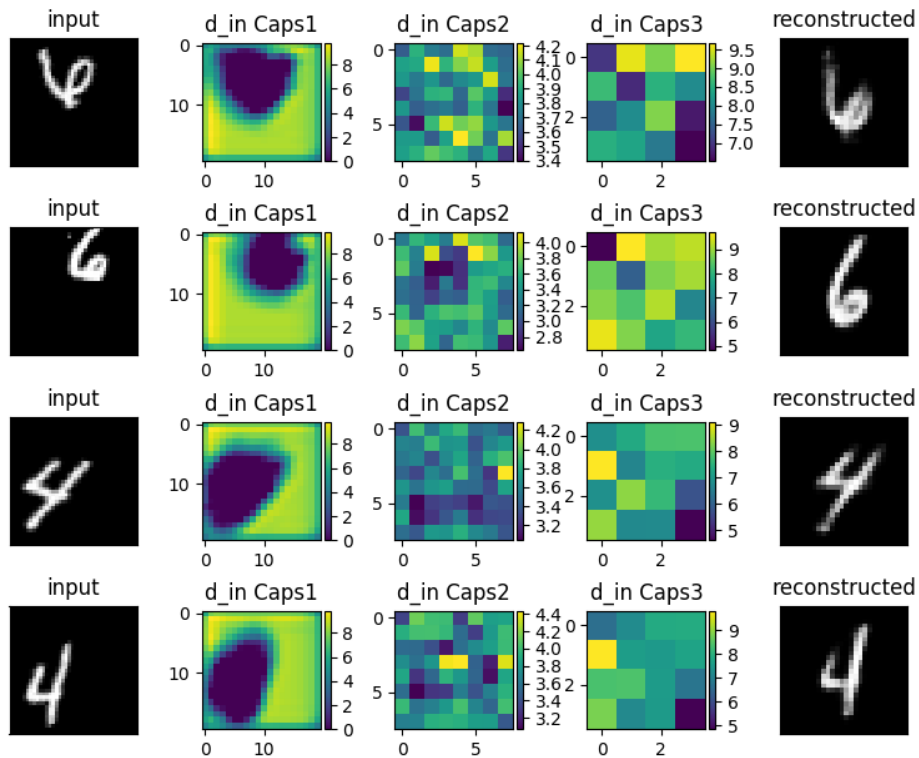 input d_in Caps1 d_in Caps2 d_in Caps3 reconstructed
6 0 10 0 10 8 6 4 2 0 0 5 0 5 4.2 4.1 4.0 3.9 3.8 3.7 3.6 3.5 3.4 0 2 0 2 9.5 9.0 8.5 8.0 7.5 7.0 6
input d_in Caps1 d_in Caps2 d_in Caps3 reconstructed
6 0 10 0 10 8 6 4 2 0 0 5 0 5 4.0 3.8 3.6 3.4 3.2 3.0 2.8 0 2 0 2 9 8 7 6 5 6
input d_in Caps1 d_in Caps2 d_in Caps3 reconstructed
4 0 10 0 10 8 6 4 2 0 0 5 0 5 4.2 4.0 3.8 3.6 3.4 3.2 0 2 0 2 9 8 7 6 5 4
input d_in Caps1 d_in Caps2 d_in Caps3 reconstructed
4 0 10 0 10 8 6 4 2 0 0 5 0 5 4.4 4.2 4.0 3.8 3.6 3.4 3.2 0 2 0 2 9 8 7 6 5 4